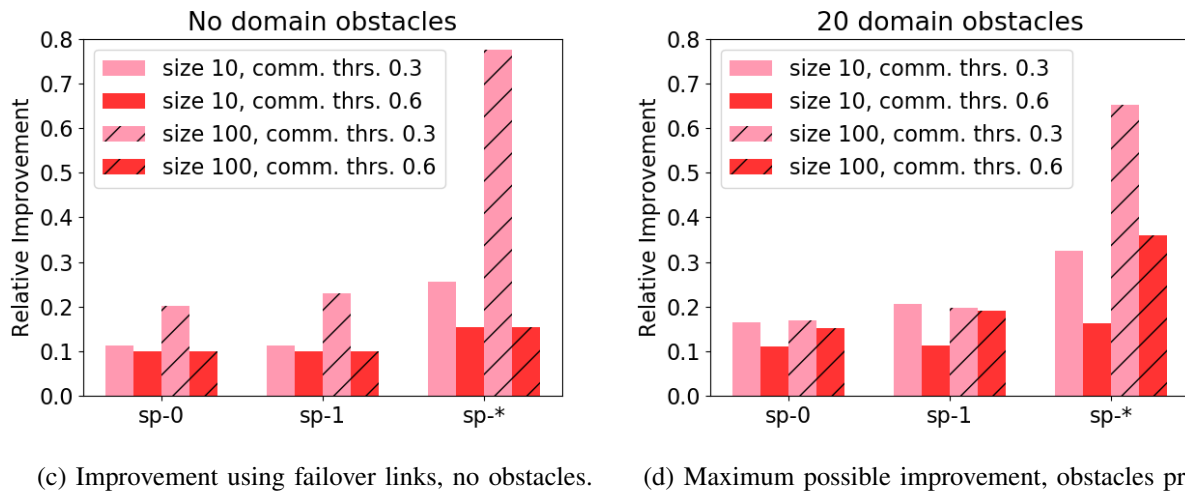 No domain obstacles
0.8
0.7
0.6
0.5
0.4
0.3
0.2
0.1
0.0
Relative Improvement
size 10, comm. thrs. 0.3
size 10, comm. thrs. 0.6
size 100, comm. thrs. 0.3
size 100, comm. thrs. 0.6
sp-0 sp-1 sp-*
(c) Improvement using failover links, no obstacles.
20 domain obstacles
0.8
0.7
0.6
0.5
0.4
0.3
0.2
0.1
0.0
Relative Improvement
size 10, comm. thrs. 0.3
size 10, comm. thrs. 0.6
size 100, comm. thrs. 0.3
size 100, comm. thrs. 0.6
sp-0 sp-1 sp-*
(d) Maximum possible improvement, obstacles pr